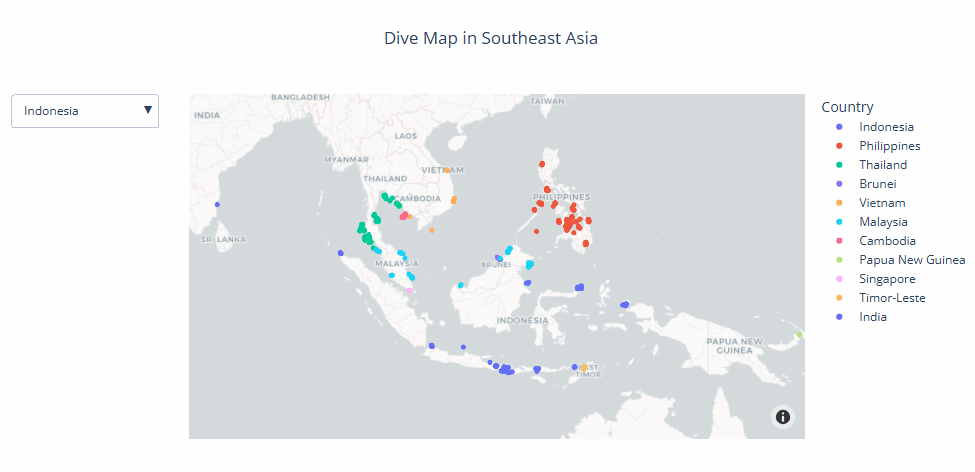 Dive Map in Southeast Asia
Indonesia
▼
BANGLADESH
INDIA
TAIWAN
LAOS
MYANMAR
VIETNAM
THAILAND
CAMBODIA
PHILIPPINES
SRI LANKA
MALAYSIA
BRUNEI
INDONESIA
PAPUA NEW
GUINEA
EAST
TIMOR
Country
Indonesia
Philippines
Thailand
Brunei
Vietnam
Malaysia
Cambodia
Papua New Guinea
Singapore
Timor-Leste
India